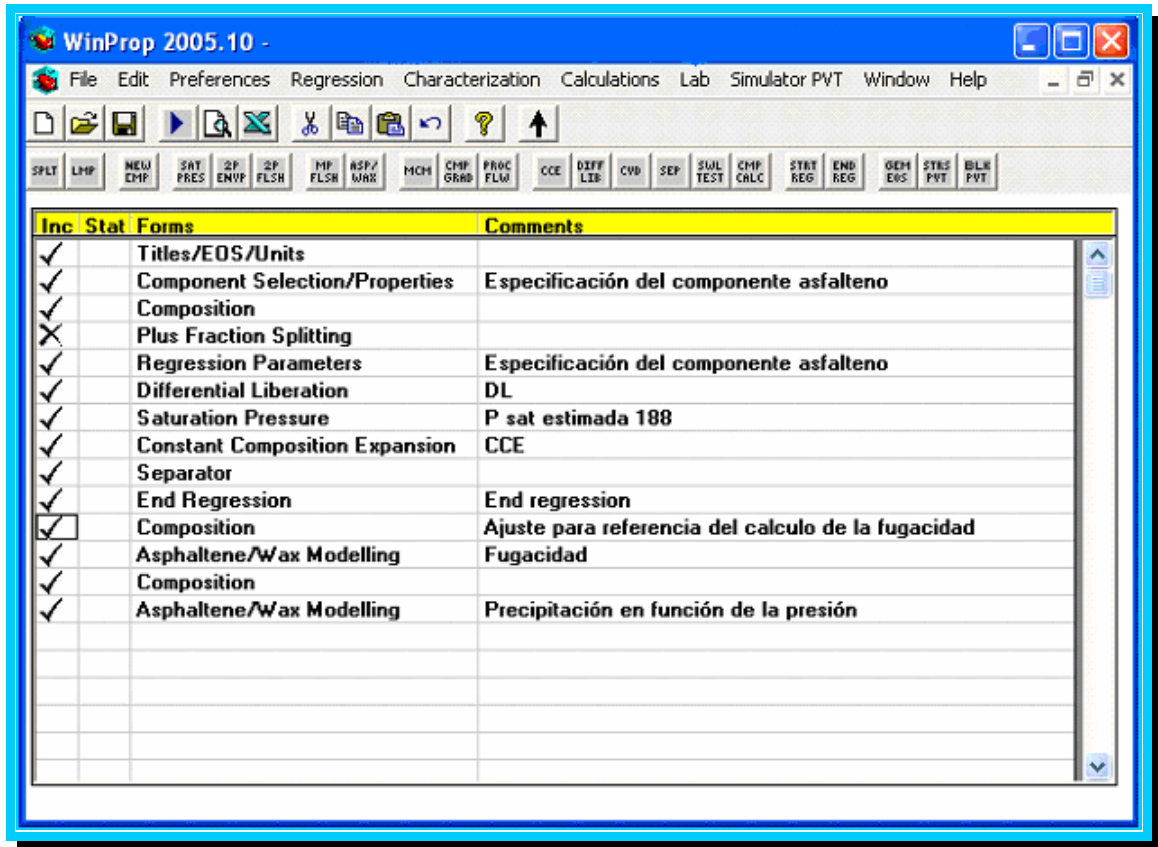 WinProp 2005.10 -
File Edit Preferences Regression Characterization Calculations Lab Simulator PVT Window Help
SPLT LMP NEW CMP SAT PRES 2P ENVP 2P FLSH MP FLSH ASP/ WAX MCM CMP GRAD PROC FLW CCE DIFF LIB CVD SEP SWL TEST CMP CALC STRT REG END REG GEM EOS STRS PVT BLK PVT
Inc Stat Forms Comments
Titles/EOS/Units
Component Selection/Properties Especificación del componente asfalteno
Composition
Plus Fraction Splitting
Regression Parameters Especificación del componente asfalteno
Differential Liberation DL
Saturation Pressure P sat estimada 188
Constant Composition Expansion CCE
Separator
End Regression End regression
Composition Ajuste para referencia del calculo de la fugacidad
Asphaltene/Wax Modelling Fugacidad
Composition
Asphaltene/Wax Modelling Precipitación en función de la presión